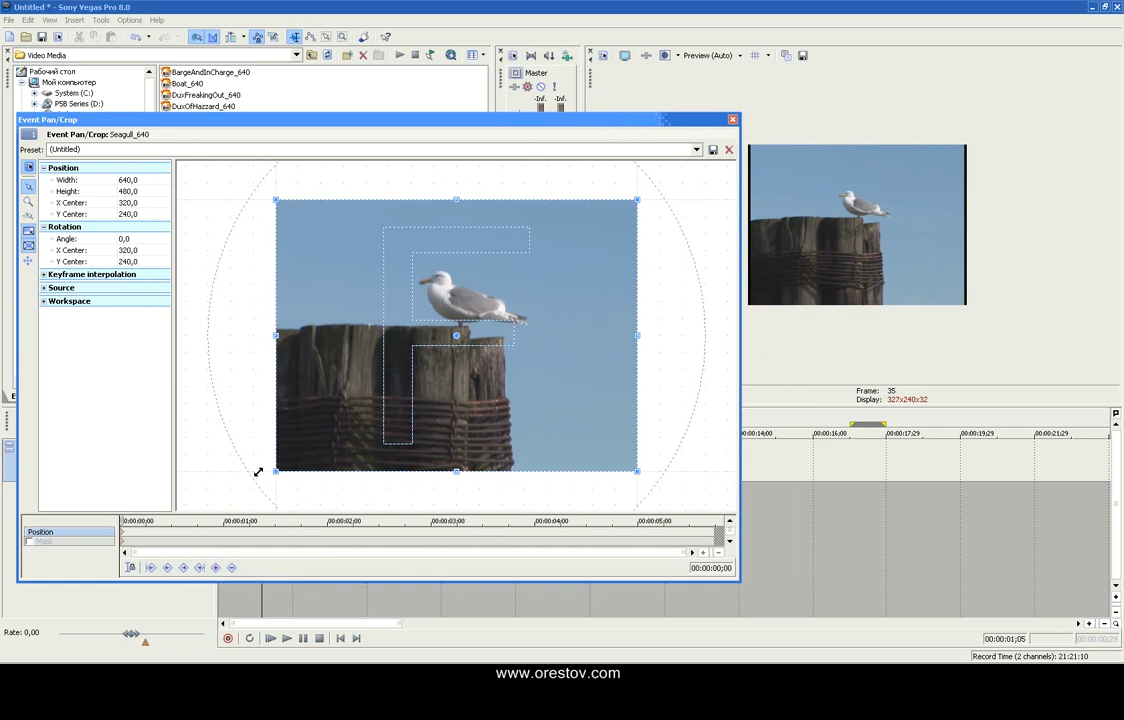 Untitled * - Sony Vegas Pro 8.0
File Edit View Insert Tools Options Help
Video Media
Preview (Auto)
Рабочий стол
Мой компьютер
System (C:)
PSB Series (D:)
BargeAndInCharge_640
Boat_640
DuxFreakingOut_640
DuxOfHazzard_640
Master
-Inf. -Inf.
Event Pan/Crop
Event Pan/Crop: Seagull_640
Preset: (Untitled)
Position
Width: 640,0
Height: 480,0
X Center: 320,0
Y Center: 240,0
Rotation
Angle: 0,0
X Center: 320,0
Y Center: 240,0
Keyframe interpolation
Source
Workspace
Frame: 35
Display: 327x240x32
00:00:14;00 00:00:16;00 00:00:17;29 00:00:19;29 00:00:21;29
00:00:00;00 00:00:01;00 00:00:02;00 00:00:03;00 00:00:04;00 00:00:05;00
Position
Mask
00:00:00;00
Rate: 0,00
00:00:01;05
00:00:00;29
Record Time (2 channels): 21:21:10
www.orestov.com